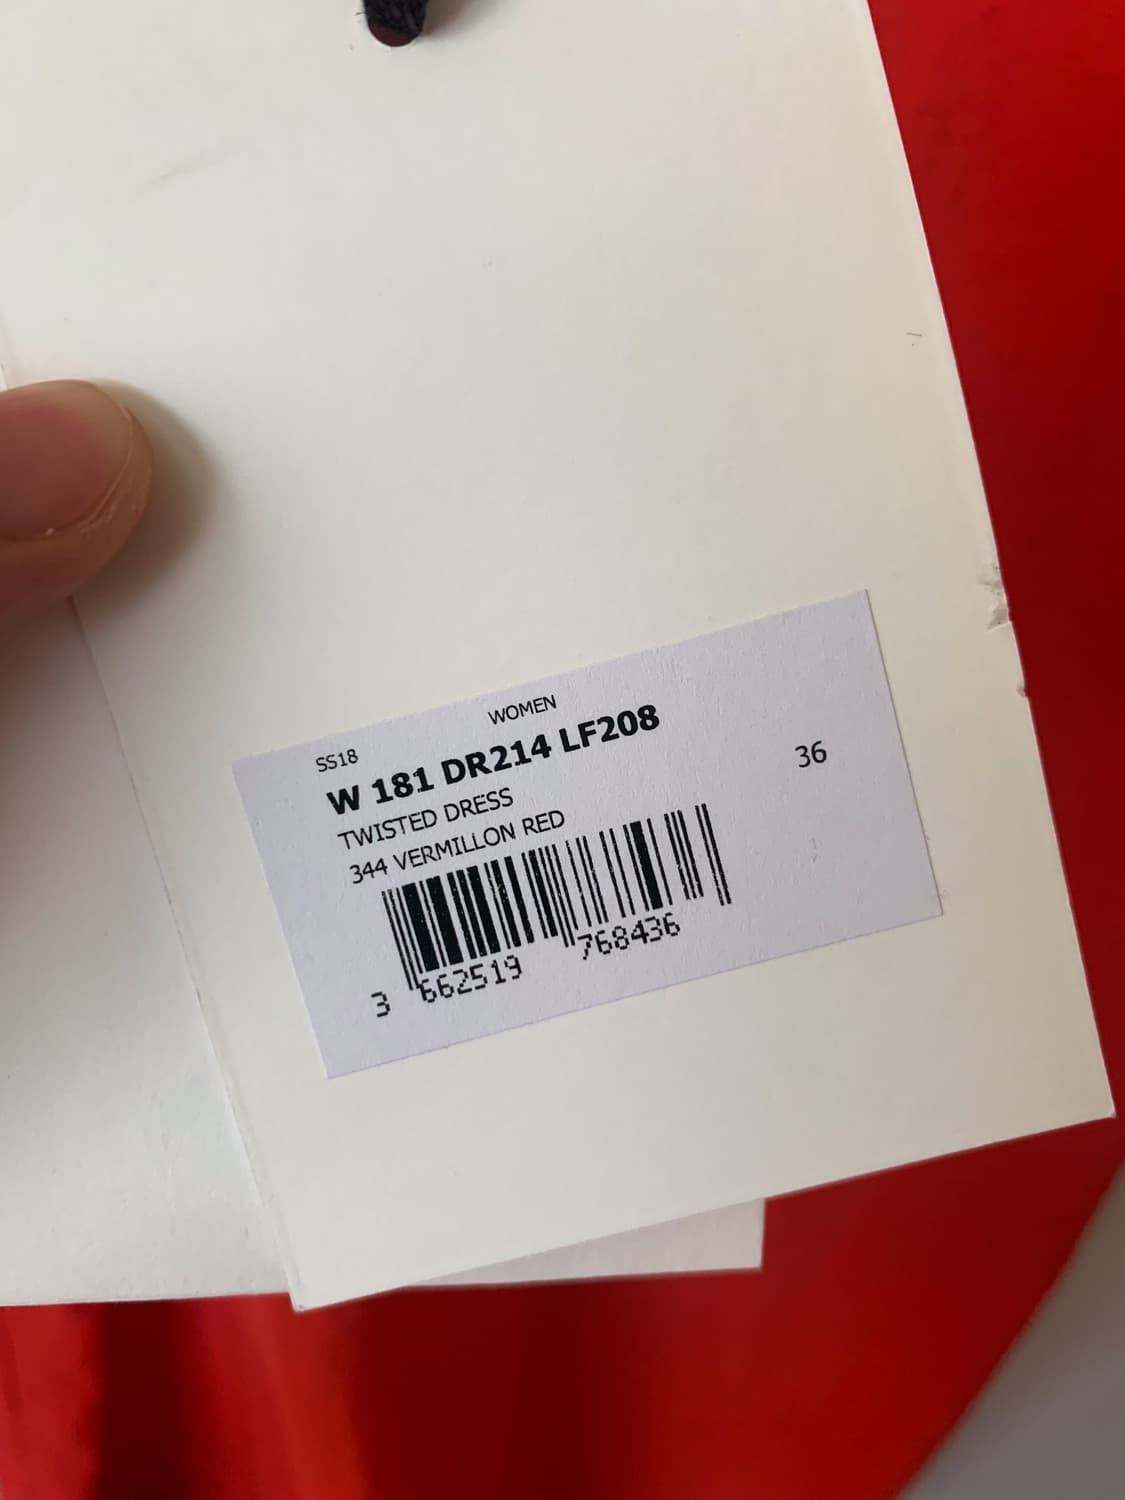 WOMEN
SS18
W 181 DR214 LF208
36
TWISTED DRESS
344 VERMILLON RED
3 662519 768436